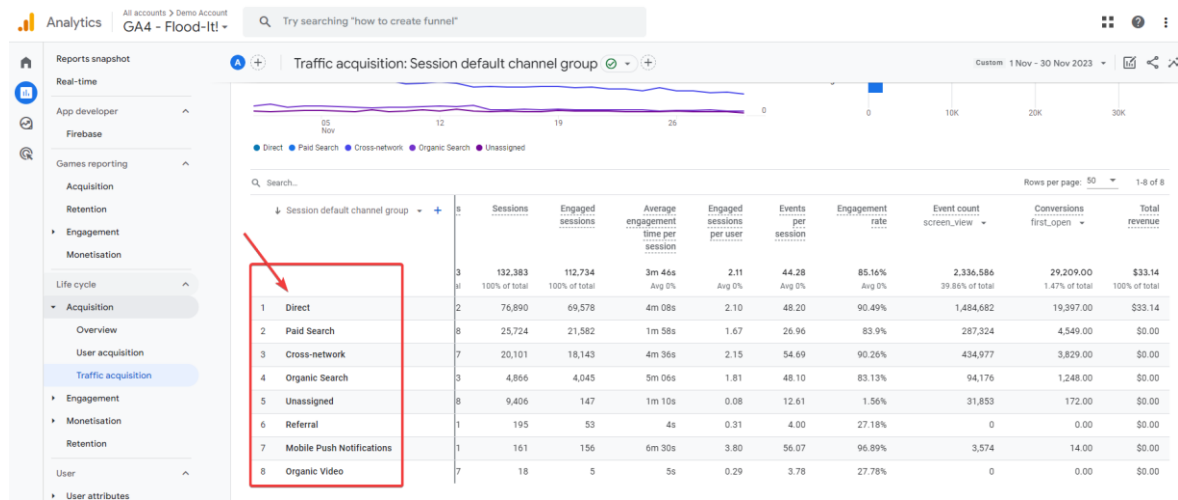 Analytics
All accounts > Demo Account
GA4 - Flood-It!
Try searching "how to create funnel"
Reports snapshot
Real-time
App developer
Firebase
Games reporting
Acquisition
Retention
Engagement
Monetisation
Life cycle
Acquisition
Overview
User acquisition
Traffic acquisition
Engagement
Monetisation
Retention
User
User attributes
A
Traffic acquisition: Session default channel group
Custom 1 Nov - 30 Nov 2023
05 Nov 12 19 26
0
0 10K 20K 30K
Direct Paid Search Cross-network Organic Search Unassigned
Search...
Rows per page: 50 1-8 of 8
Session default channel group
s Sessions Engaged sessions Average engagement time per session Engaged sessions per user Events per session Engagement rate Event count screen_view Conversions first_open Total revenue
3 132,383 112,734 3m 46s 2.11 44.28 85.16% 2,336,586 29,209.00 $33.14
al 100% of total 100% of total Avg 0% Avg 0% Avg 0% Avg 0% 39.86% of total 1.47% of total 100% of total
1 Direct 2 76,890 69,578 4m 08s 2.10 48.20 90.49% 1,484,682 19,397.00 $33.14
2 Paid Search 8 25,724 21,582 1m 58s 1.67 26.96 83.9% 287,324 4,549.00 $0.00
3 Cross-network 7 20,101 18,143 4m 36s 2.15 54.69 90.26% 434,977 3,829.00 $0.00
4 Organic Search 3 4,866 4,045 5m 06s 1.81 48.10 83.13% 94,176 1,248.00 $0.00
5 Unassigned 8 9,406 147 1m 10s 0.08 12.61 1.56% 31,853 172.00 $0.00
6 Referral 1 195 53 4s 0.31 4.00 27.18% 0 0.00 $0.00
7 Mobile Push Notifications 1 161 156 6m 30s 3.80 56.07 96.89% 3,574 14.00 $0.00
8 Organic Video 7 18 5 5s 0.29 3.78 27.78% 0 0.00 $0.00